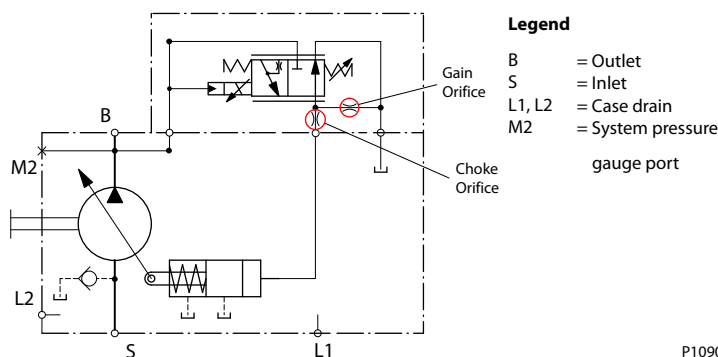 Legend
B = Outlet
S = Inlet
L1, L2 = Case drain
M2 = System pressure
gauge port
Gain
Orifice
B
M2
Choke
Orifice
L2
S
L1
P1090